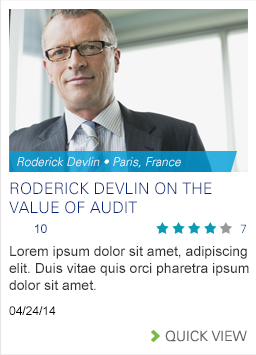 Roderick Devlin • Paris, France
RODERICK DEVLIN ON THE
VALUE OF AUDIT
10 7
Lorem ipsum dolor sit amet, adipiscing
elit. Duis vitae quis orci pharetra ipsum
dolor sit amet.
04/24/14
QUICK VIEW